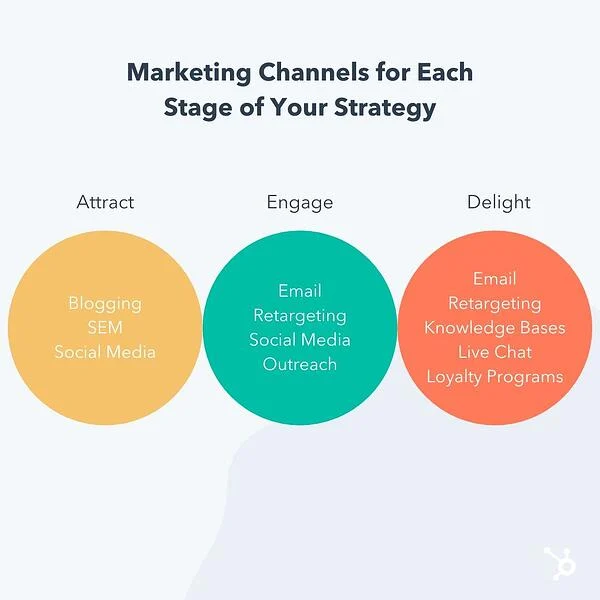 Marketing Channels for Each
Stage of Your Strategy
Attract
Blogging
SEM
Social Media
Engage
Email
Retargeting
Social Media
Outreach
Delight
Email
Retargeting
Knowledge Bases
Live Chat
Loyalty Programs